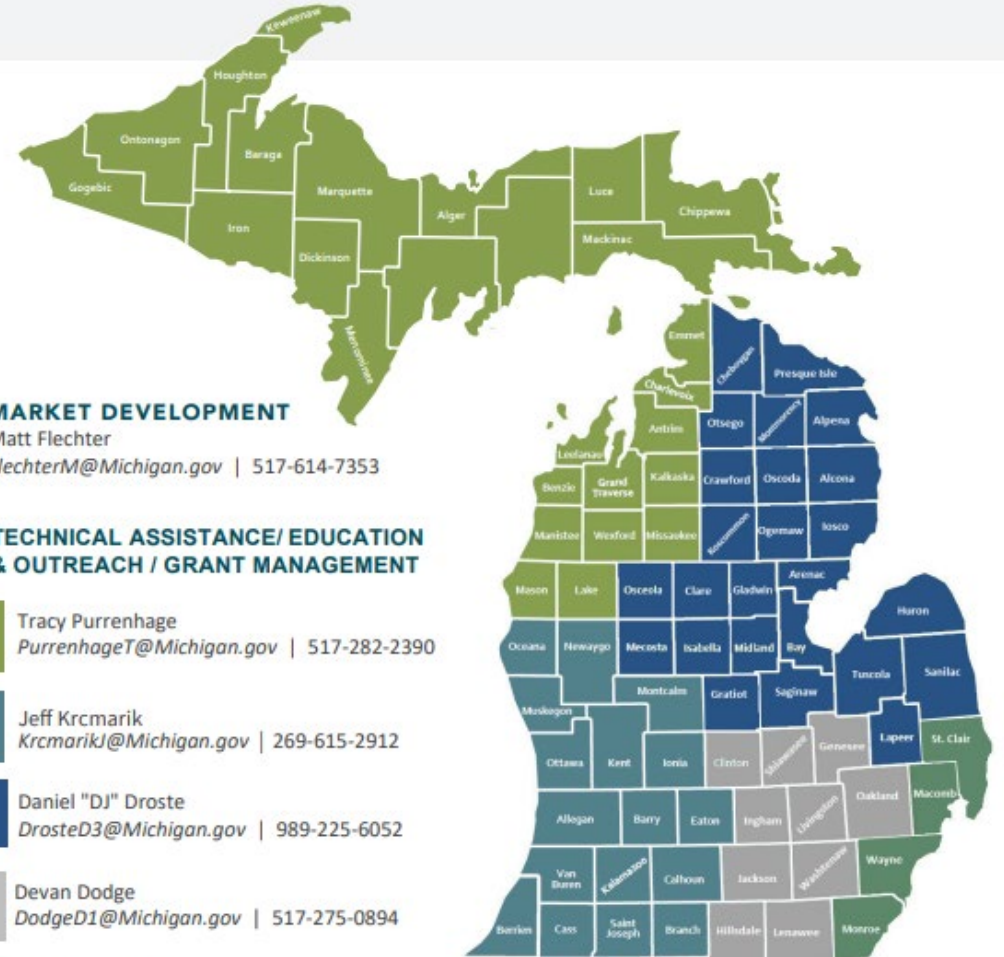 Keweenaw
Houghton
Ontonagon
Baraga
Gogebic
Marquette
Luce
Alger
Chippewa
Iron
Mackinac
Dickinson
Menominee
Emmet
Cheboygan
Presque Isle
Charlevoix
MARKET DEVELOPMENT
Matt Flechter
lechterM@Michigan.gov | 517-614-7353
Antrim
Otsego
Montmorency
Alpena
Leelanau
Benzie
Grand
Traverse
Kalkaska
Crawford
Oscoda
Alcona
TECHNICAL ASSISTANCE/ EDUCATION
& OUTREACH / GRANT MANAGEMENT
Manistee
Wexford
Missaukee
Roscommon
Ogemaw
Iosco
Mason
Lake
Osceola
Clare
Gladwin
Arenac
Tracy Purrenhage
PurrenhageT@Michigan.gov | 517-282-2390
Huron
Oceana
Newaygo
Mecosta
Isabella
Midland
Bay
Tuscola
Sanilac
Jeff Krcmarik
KrcmarikJ@Michigan.gov | 269-615-2912
Muskegon
Montcalm
Gratiot
Saginaw
Lapeer
St. Clair
Ottawa
Kent
Ionia
Clinton
Shiawassee
Genesee
Daniel "DJ" Droste
DrosteD3@Michigan.gov | 989-225-6052
Allegan
Barry
Eaton
Ingham
Livingston
Oakland
Macomb
Devan Dodge
DodgeD1@Michigan.gov | 517-275-0894
Van
Buren
Kalamazoo
Calhoun
Jackson
Washtenaw
Wayne
Berrien
Cass
Saint
Joseph
Branch
Hillsdale
Lenawee
Monroe